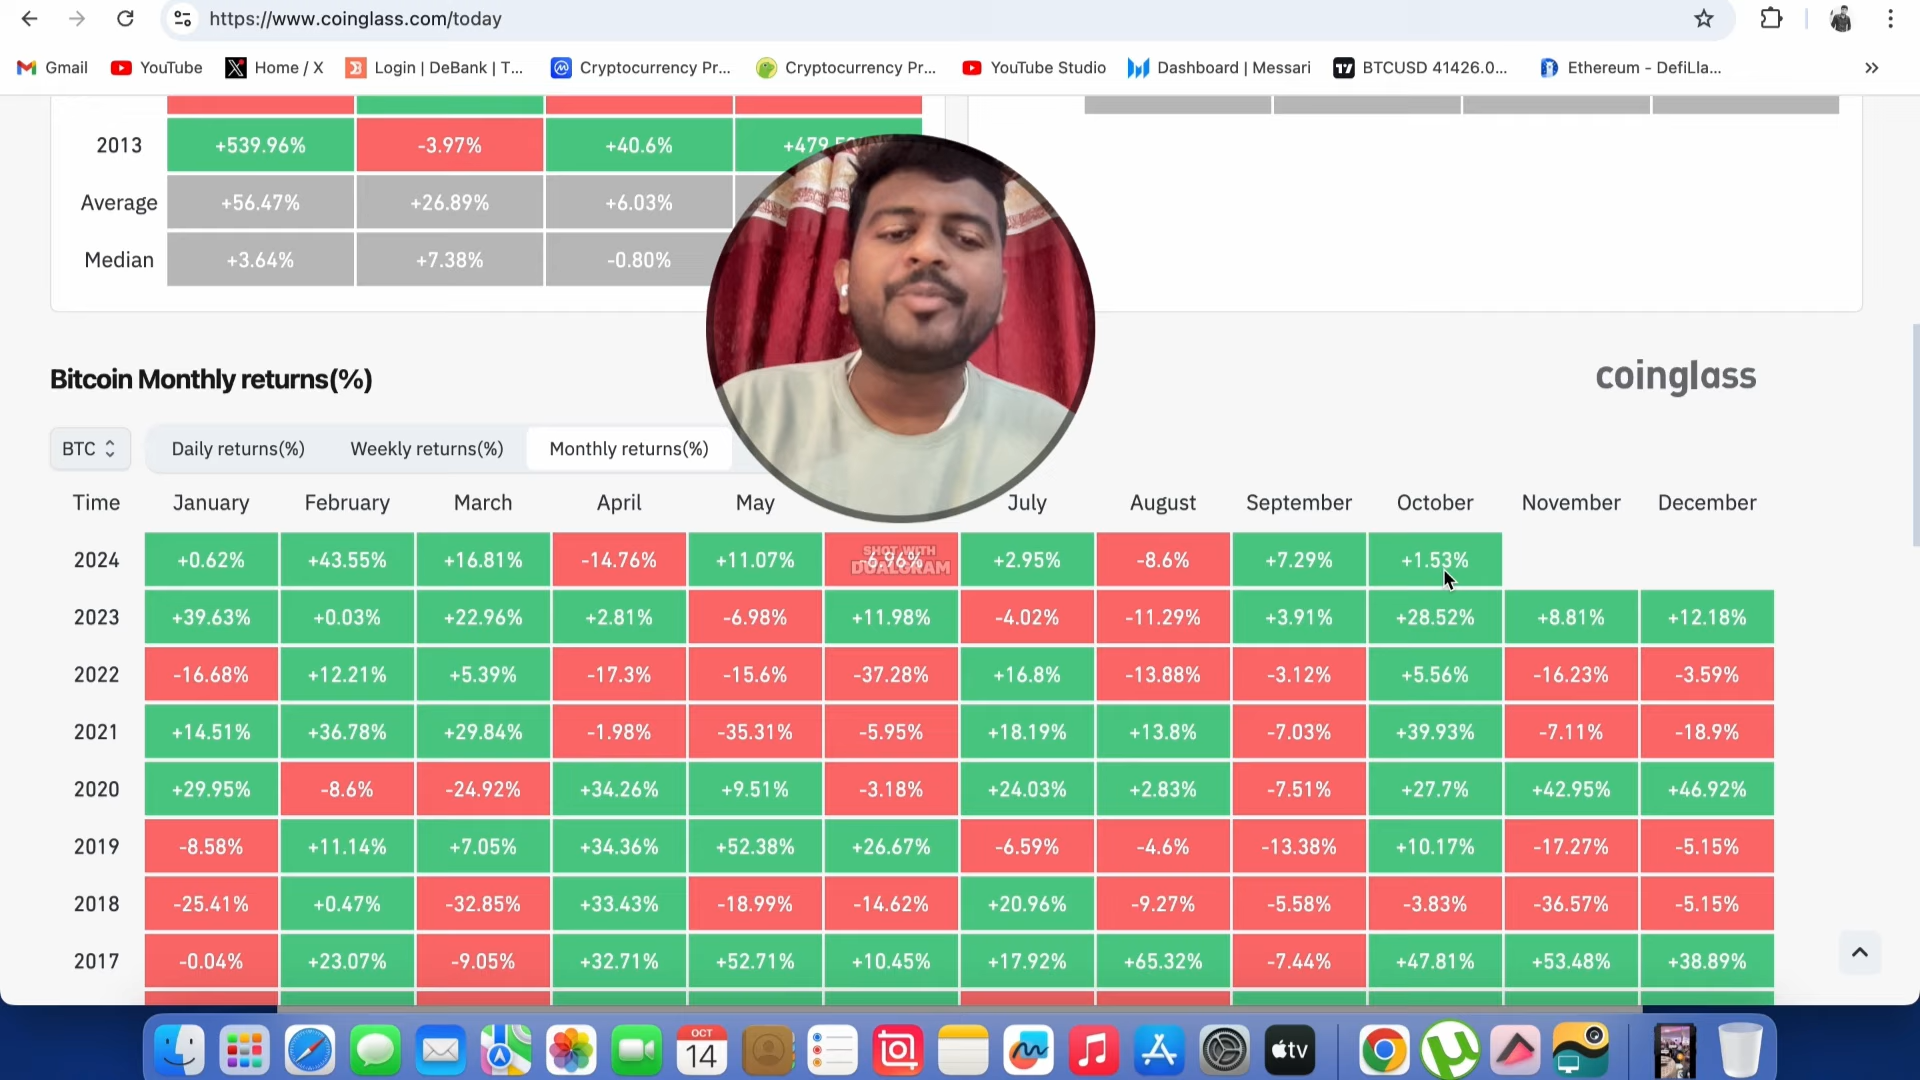 https://www.coinglass.com/today
Gmail YouTube Home / X Login | DeBank | T... Cryptocurrency Pr... Cryptocurrency Pr... YouTube Studio Dashboard | Messari BTCUSD 41426.0... Ethereum - DefiLla...
2013 +539.96% -3.97% +40.6%
Average +56.47% +26.89% +6.03%
Median +3.64% +7.38% -0.80%
Bitcoin Monthly returns(%)
coinglass
BTC Daily returns(%) Weekly returns(%) Monthly returns(%)
Time January February March April May July August September October November December
2024 +0.62% +43.55% +16.81% -14.76% +11.07% -6.96% +2.95% -8.6% +7.29% +1.53%
SHOT WITH
DUALGRAM
2023 +39.63% +0.03% +22.96% +2.81% -6.98% +11.98% -4.02% -11.29% +3.91% +28.52% +8.81% +12.18%
2022 -16.68% +12.21% +5.39% -17.3% -15.6% -37.28% +16.8% -13.88% -3.12% +5.56% -16.23% -3.59%
2021 +14.51% +36.78% +29.84% -1.98% -35.31% -5.95% +18.19% +13.8% -7.03% +39.93% -7.11% -18.9%
2020 +29.95% -8.6% -24.92% +34.26% +9.51% -3.18% +24.03% +2.83% -7.51% +27.7% +42.95% +46.92%
2019 -8.58% +11.14% +7.05% +34.36% +52.38% +26.67% -6.59% -4.6% -13.38% +10.17% -17.27% -5.15%
2018 -25.41% +0.47% -32.85% +33.43% -18.99% -14.62% +20.96% -9.27% -5.58% -3.83% -36.57% -5.15%
2017 -0.04% +23.07% -9.05% +32.71% +52.71% +10.45% +17.92% +65.32% -7.44% +47.81% +53.48% +38.89%
OCT
14
tv